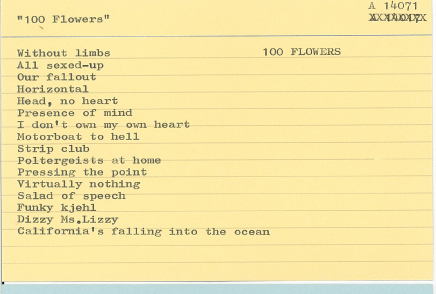 A 14071
"100 Flowers"
Without limbs 100 FLOWERS
All sexed-up
Our fallout
Horizontal
Head, no heart
Presence of mind
I don't own my own heart
Motorboat to hell
Strip club
Poltergeists at home
Pressing the point
Virtually nothing
Salad of speech
Funky kjehl
Dizzy Ms.Lizzy
California's falling into the ocean